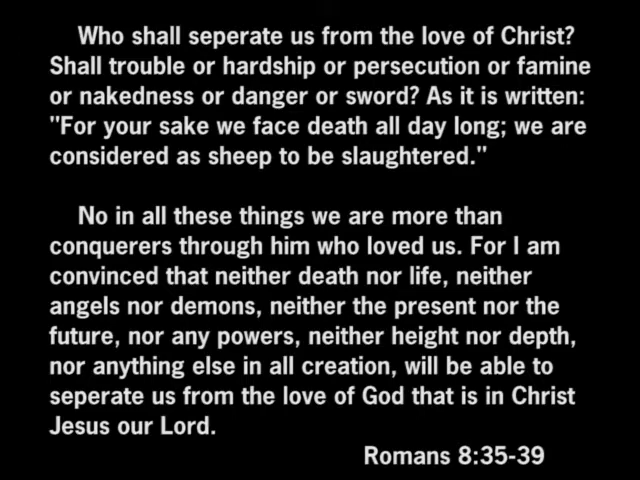 Who shall seperate us from the love of Christ?
Shall trouble or hardship or persecution or famine
or nakedness or danger or sword? As it is written:
"For your sake we face death all day long; we are
considered as sheep to be slaughtered."
No in all these things we are more than
conquerers through him who loved us. For I am
convinced that neither death nor life, neither
angels nor demons, neither the present nor the
future, nor any powers, neither height nor depth,
nor anything else in all creation, will be able to
seperate us from the love of God that is in Christ
Jesus our Lord.
Romans 8:35-39